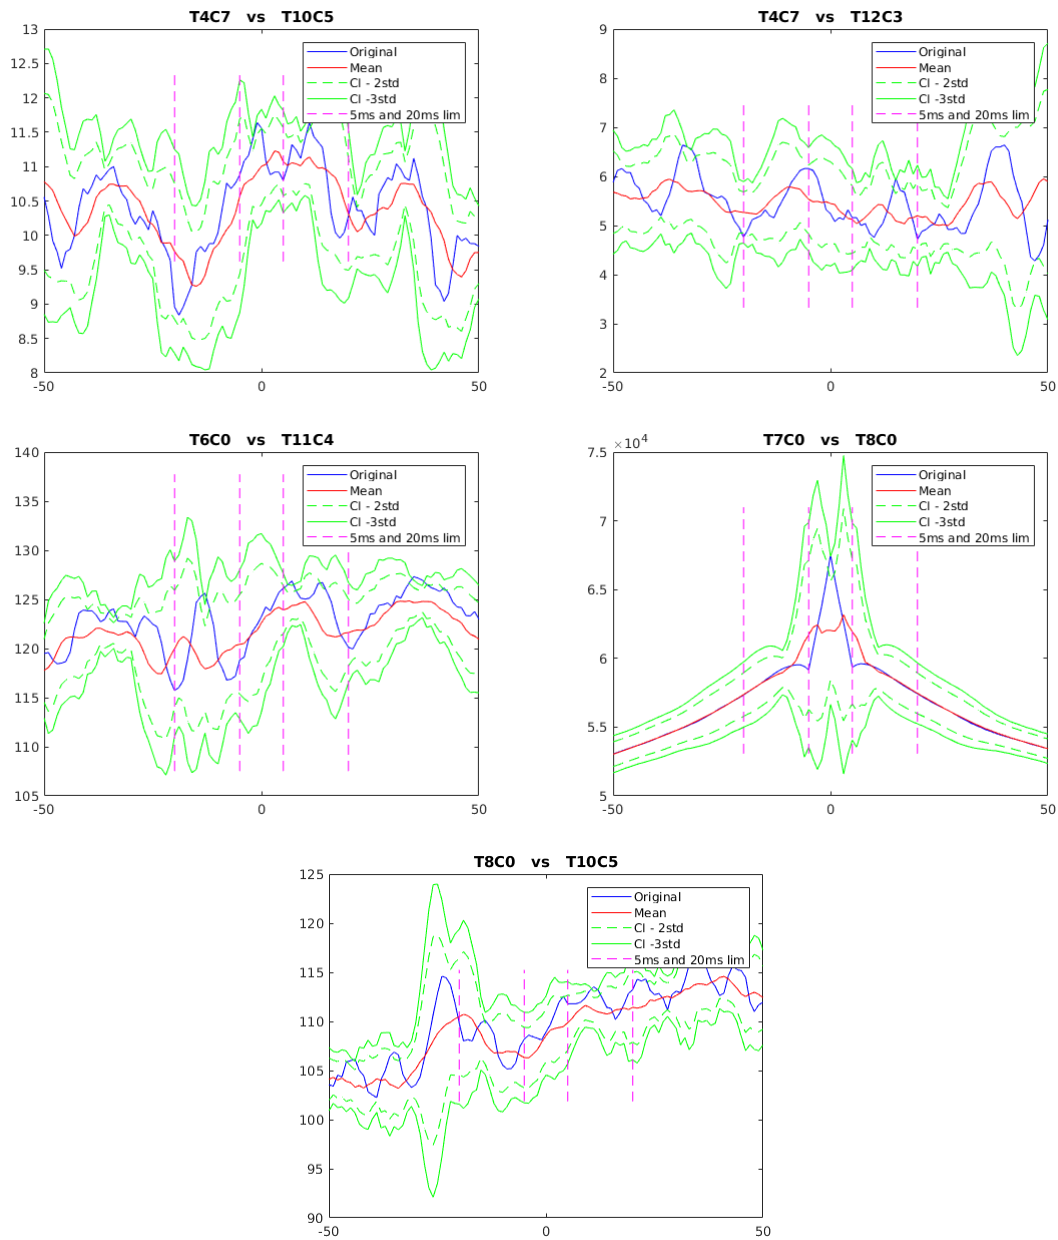 T4C7 vs T10C5
13
12.5
12
11.5
11
10.5
10
9.5
9
8.5
8
-50
0
50
Original
Mean
CI - 2std
CI -3std
5ms and 20ms lim
T4C7 vs T12C3
9
8
7
6
5
4
3
2
-50
0
50
Original
Mean
CI - 2std
CI -3std
5ms and 20ms lim
T6C0 vs T11C4
140
135
130
125
120
115
110
105
-50
0
50
Original
Mean
CI - 2std
CI -3std
5ms and 20ms lim
T7C0 vs T8C0
×10⁴
7.5
7
6.5
6
5.5
5
-50
0
50
Original
Mean
CI - 2std
CI -3std
5ms and 20ms lim
T8C0 vs T10C5
125
120
115
110
105
100
95
90
-50
0
50
Original
Mean
CI - 2std
CI -3std
5ms and 20ms lim